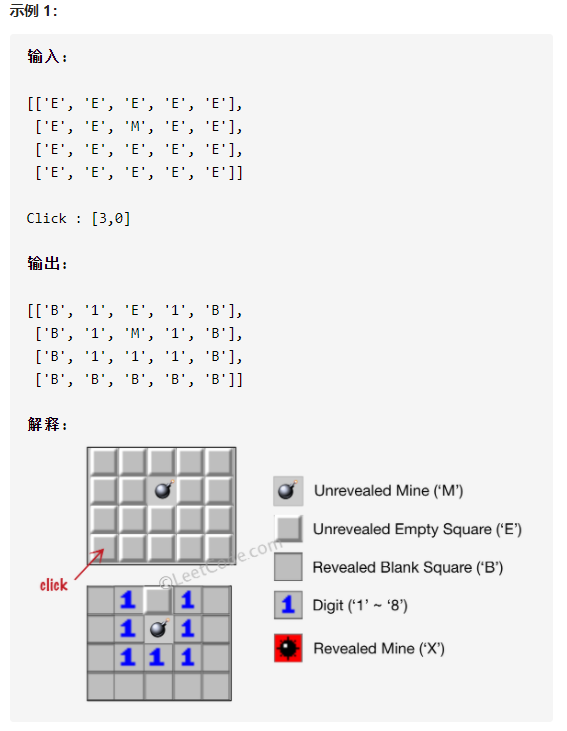 示例 1：
输入：
[['E', 'E', 'E', 'E', 'E'],
 ['E', 'E', 'M', 'E', 'E'],
 ['E', 'E', 'E', 'E', 'E'],
 ['E', 'E', 'E', 'E', 'E']]
Click : [3,0]
输出：
[['B', '1', 'E', '1', 'B'],
 ['B', '1', 'M', '1', 'B'],
 ['B', '1', '1', '1', 'B'],
 ['B', 'B', 'B', 'B', 'B']]
解释：
Unrevealed Mine ('M')
Unrevealed Empty Square ('E')
Revealed Blank Square ('B')
1 Digit ('1' ~ '8')
Revealed Mine ('X')
click
©LeetCode.com
1 1
1 1
1 1 1